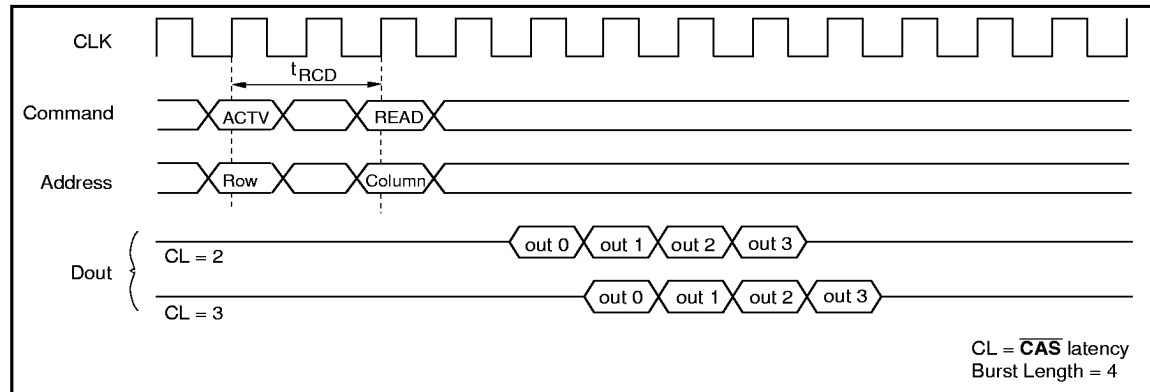 CLK
tRCD
Command
ACTV
READ
Address
Row
Column
Dout
CL = 2
out 0 out 1 out 2 out 3
CL = 3
out 0 out 1 out 2 out 3
CL = CAS latency
Burst Length = 4